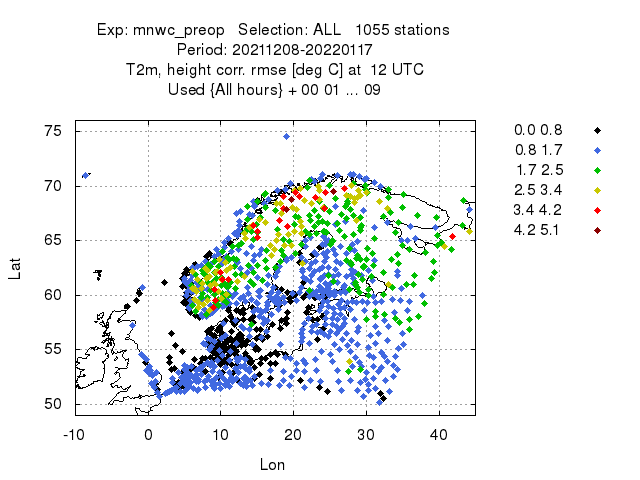 Exp: mnwc_preop Selection: ALL 1055 stations
Period: 20211208-20220117
T2m, height corr. rmse [deg C] at 12 UTC
Used {All hours} + 00 01 ... 09
0.0 0.8
0.8 1.7
1.7 2.5
2.5 3.4
3.4 4.2
4.2 5.1
75
70
65
60
55
50
Lat
-10 0 10 20 30 40
Lon